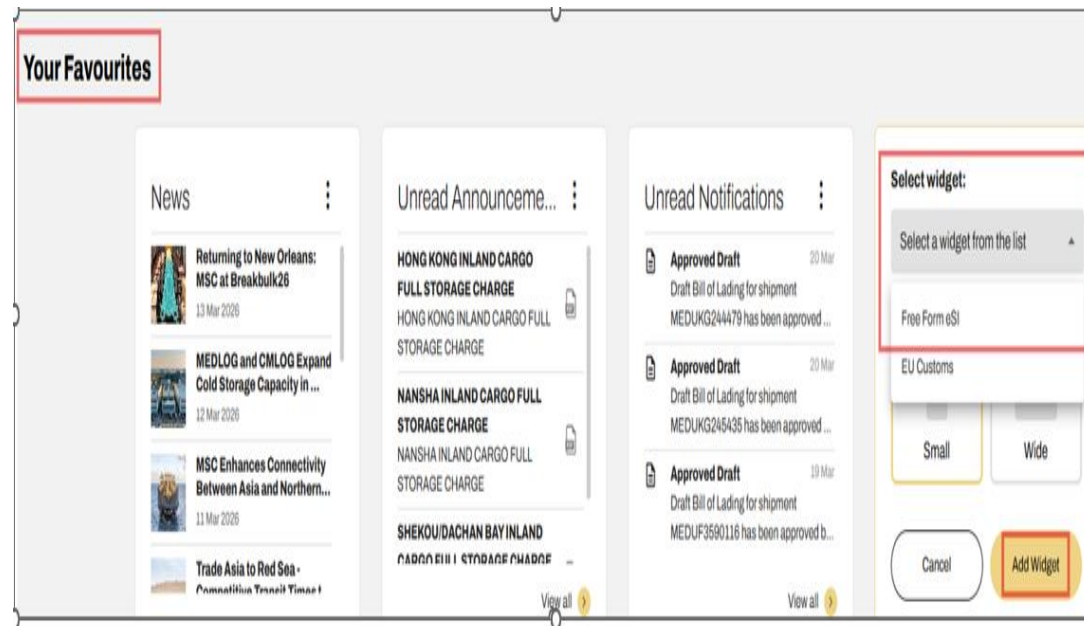 Your Favourites
News
Returning to New Orleans:
MSC at Breakbulk26
13 Mar 2026
MEDLOG and CMLOG Expand
Cold Storage Capacity in ...
12 Mar 2026
MSC Enhances Connectivity
Between Asia and Northern...
11 Mar 2026
Trade Asia to Red Sea -
Competitive Transit Times t
Unread Announceme...
HONG KONG INLAND CARGO
FULL STORAGE CHARGE
HONG KONG INLAND CARGO FULL
STORAGE CHARGE
NANSHA INLAND CARGO FULL
STORAGE CHARGE
NANSHA INLAND CARGO FULL
STORAGE CHARGE
SHEKOU/DACHAN BAY INLAND
CARGO FULL STORAGE CHARGE
View all
Unread Notifications
Approved Draft 20 Mar
Draft Bill of Lading for shipment
MEDUKG244479 has been approved ...
Approved Draft 20 Mar
Draft Bill of Lading for shipment
MEDUKG245435 has been approved ...
Approved Draft 19 Mar
Draft Bill of Lading for shipment
MEDUF3590116 has been approved b...
View all
Select widget:
Select a widget from the list
Free Form eSI
EU Customs
Small
Wide
Cancel
Add Widget